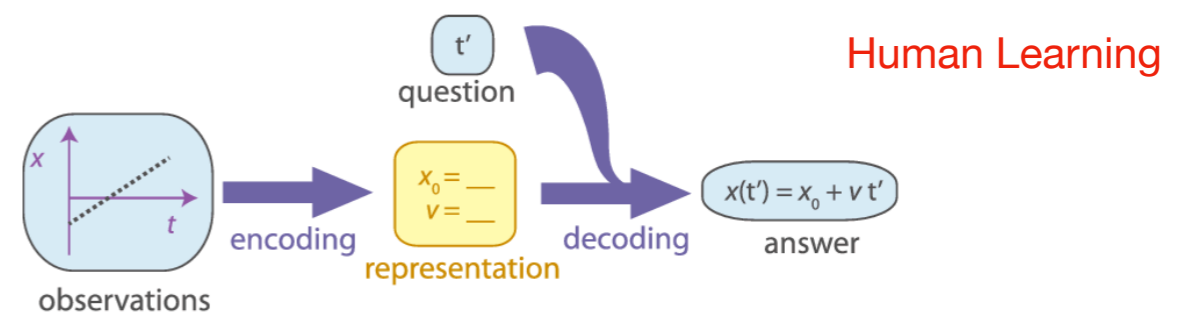 Human Learning
t′
question
x
t
observations
encoding
x₀ = __
v = __
representation
decoding
x(t′) = x₀ + v t′
answer